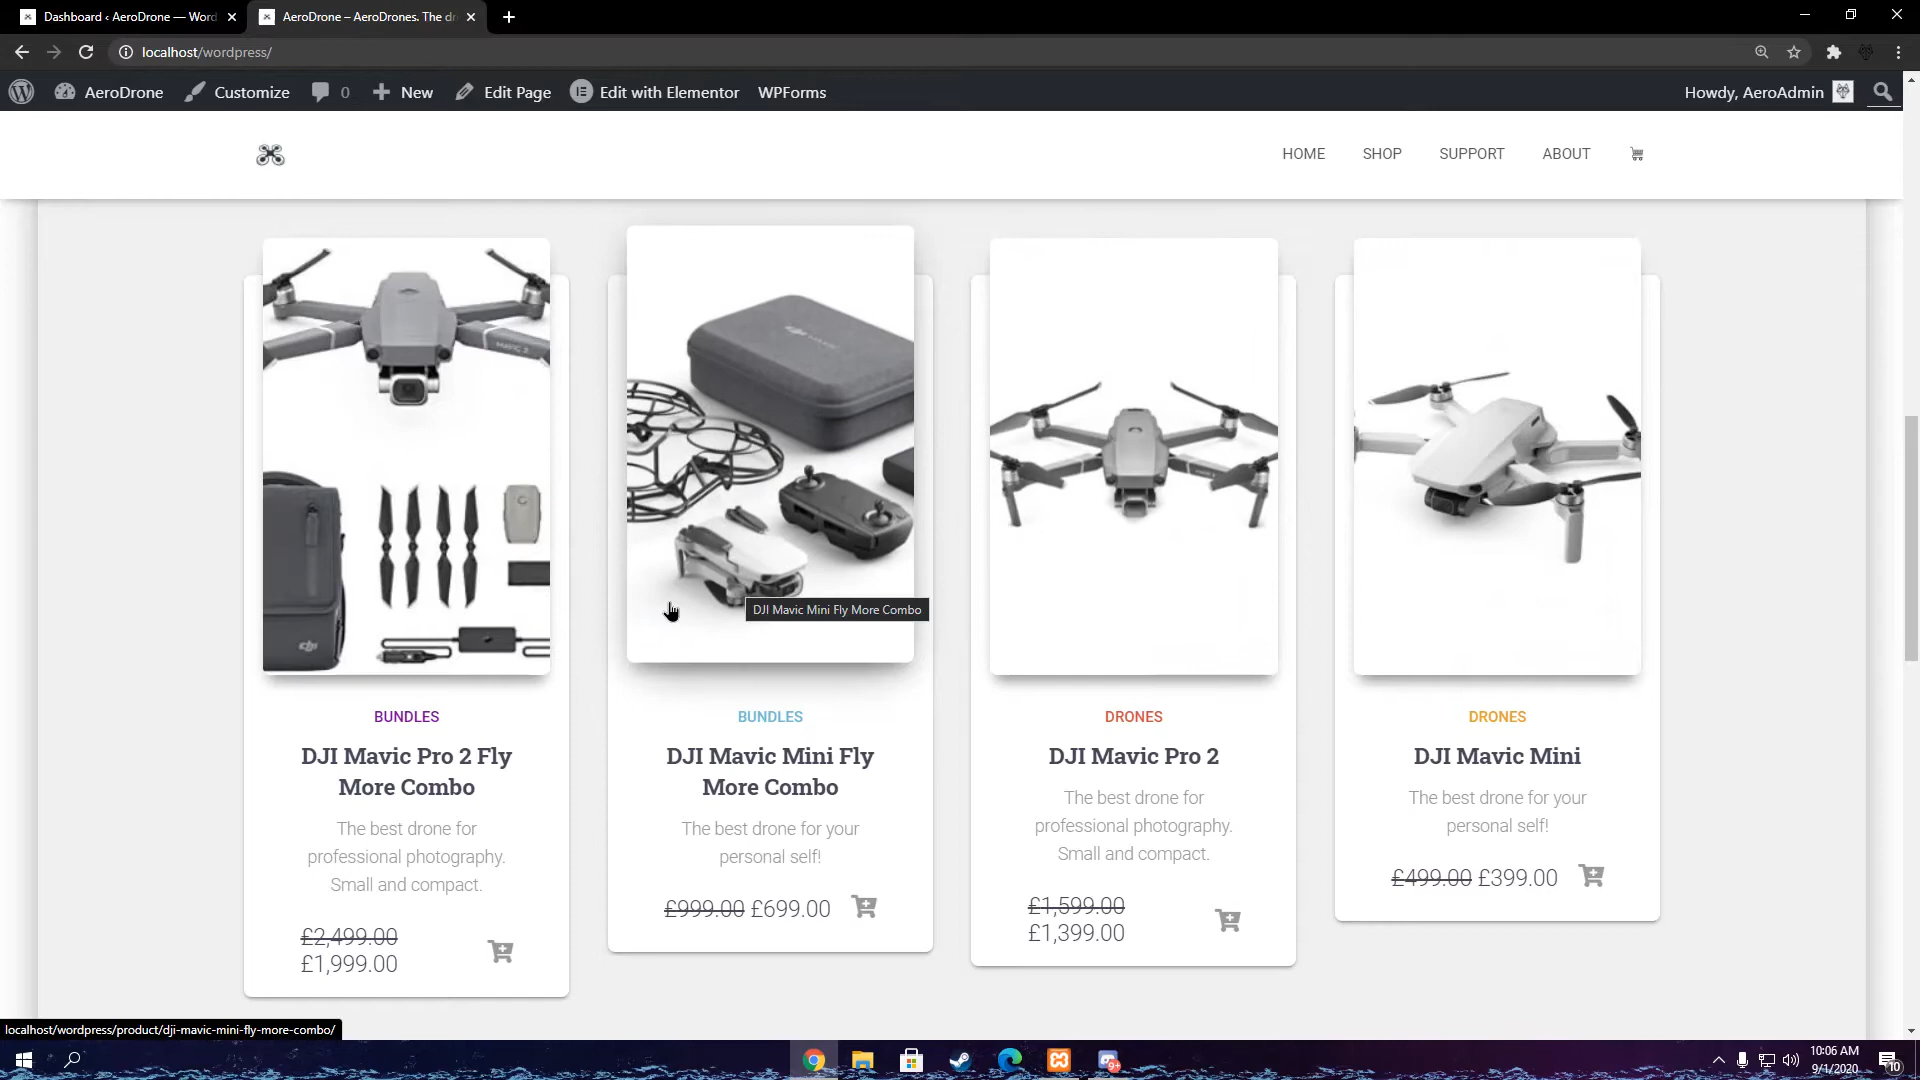 Dashboard ‹ AeroDrone — Word
AeroDrone – AeroDrones. The dr
localhost/wordpress/
AeroDrone
Customize
0
New
Edit Page
Edit with Elementor
WPForms
Howdy, AeroAdmin
HOME
SHOP
SUPPORT
ABOUT
DJI Mavic Mini Fly More Combo
BUNDLES
DJI Mavic Pro 2 Fly
More Combo
The best drone for
professional photography.
Small and compact.
£2,499.00
£1,999.00
BUNDLES
DJI Mavic Mini Fly
More Combo
The best drone for your
personal self!
£999.00 £699.00
DRONES
DJI Mavic Pro 2
The best drone for
professional photography.
Small and compact.
£1,599.00
£1,399.00
DRONES
DJI Mavic Mini
The best drone for your
personal self!
£499.00 £399.00
localhost/wordpress/product/dji-mavic-mini-fly-more-combo/
9+
10:06 AM
9/1/2020
10